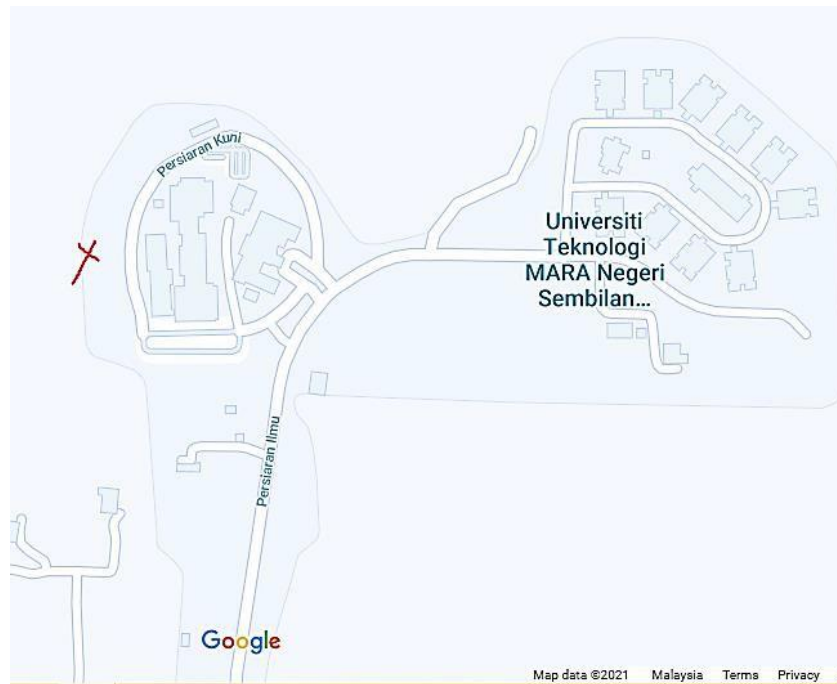 Persiaran Kuni
Universiti
Teknologi
MARA Negeri
Sembilan...
Persiaran Ilmu
Google
Map data ©2021 Malaysia Terms Privacy